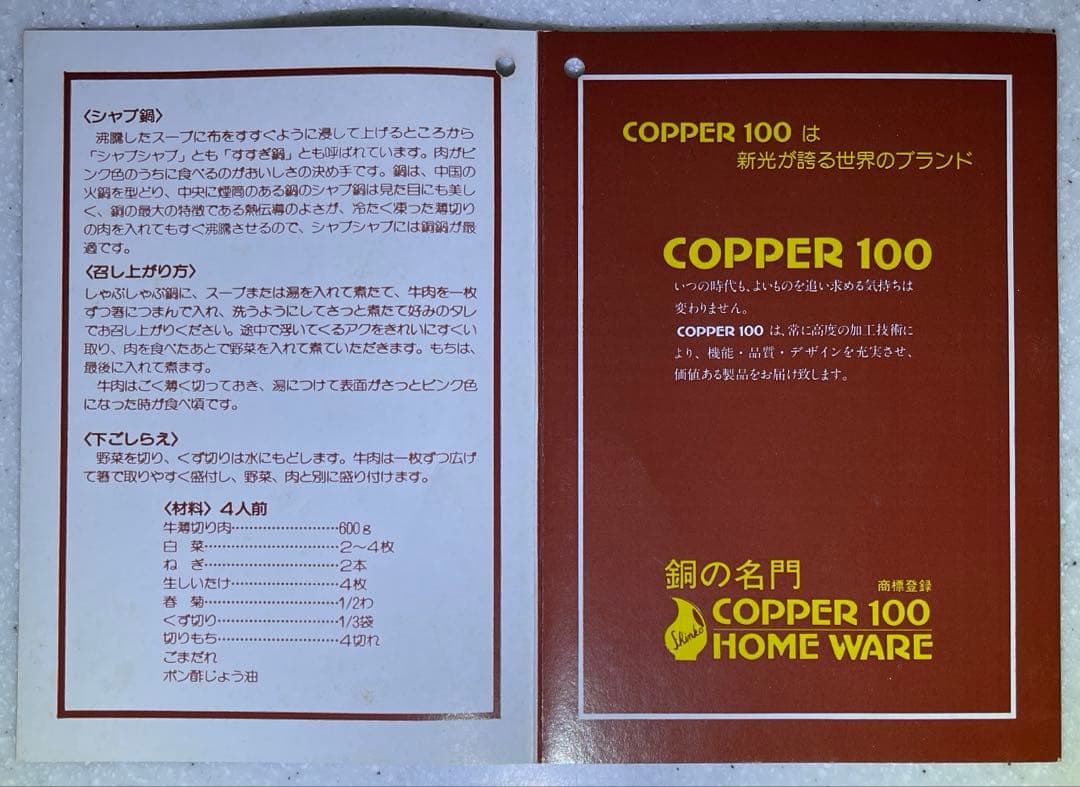 〈シャブ鍋〉
沸騰したスープに布をすすぐように浸して上げるところから
「シャブシャブ」とも「すすぎ鍋」とも呼ばれています。肉がピ
ンク色のうちに食べるのがおいしさの決め手です。鍋は、中国の
火鍋を型どり、中央に煙筒のある鍋のシャブ鍋は見た目にも美し
く、銅の最大の特徴である熱伝導のよさが、冷たく凍った薄切り
の肉を入れてもすぐ沸騰させるので、シャブシャブには銅鍋が最
適です。
〈召し上がり方〉
しゃぶしゃぶ鍋に、スープまたは湯を入れて煮たて、牛肉を一枚
ずつ箸につまんで入れ、洗うようにしてさっと煮たて好みのタレ
でお召し上がりください。途中で浮いてくるアクをきれいにすくい
取り、肉を食べたあとで野菜を入れて煮ていただきます。もちは、
最後に入れて煮ます。
牛肉はごく薄く切っておき、湯につけて表面がさっとピンク色
になった時が食べ頃です。
〈下ごしらえ〉
野菜を切り、くず切りは水にもどします。牛肉は一枚ずつ広げ
て箸で取りやすく盛付し、野菜、肉と別に盛り付けます。
〈材料〉4人前
牛薄切り肉……………………600g
白 菜……………………2〜4枚
ねぎ……………………2本
生しいたけ……………………4枚
春 菊……………………1/2わ
くず切り……………………1/3袋
切りもち……………………4切れ
ごまだれ
ポン酢じょう油
COPPER 100 は
新光が誇る世界のブランド
COPPER 100
いつの時代も、よいものを追い求める気持ちは
変わりません。
COPPER 100 は、常に高度の加工技術に
より、機能・品質・デザインを充実させ、
価値ある製品をお届け致します。
銅の名門
商標登録
Shinko
COPPER 100
HOME WARE